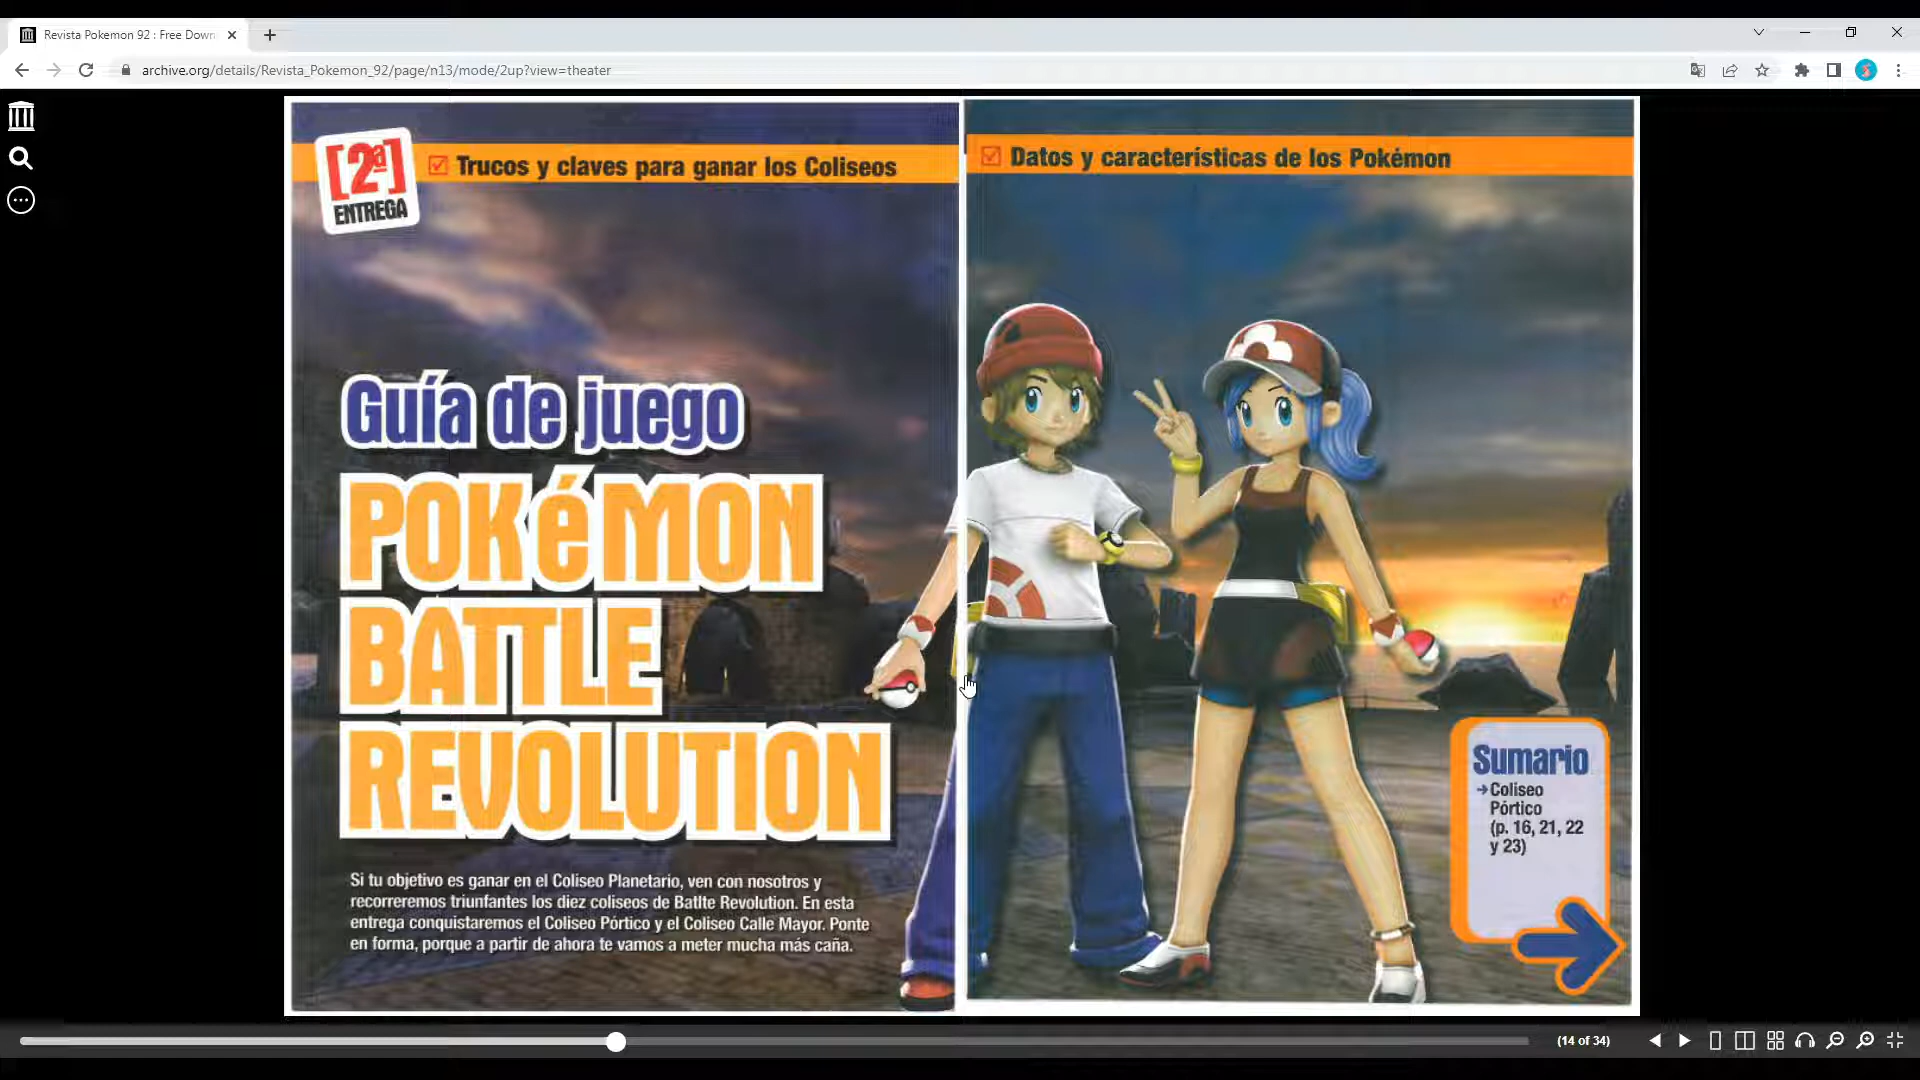 Revista Pokemon 92 : Free Down
archive.org/details/Revista_Pokemon_92/page/n13/mode/2up?view=theater
[2ª]
ENTREGA
Trucos y claves para ganar los Coliseos
Datos y características de los Pokémon
Guía de juego
POKéMON
BATTLE
REVOLUTION
Si tu objetivo es ganar en el Coliseo Planetario, ven con nosotros y
recorreremos triunfantes los diez coliseos de Batlte Revolution. En esta
entrega conquistaremos el Coliseo Pórtico y el Coliseo Calle Mayor. Ponte
en forma, porque a partir de ahora te vamos a meter mucha más caña.
Sumario
→Coliseo
Pórtico
(p. 16, 21, 22
y 23)
(14 of 34)